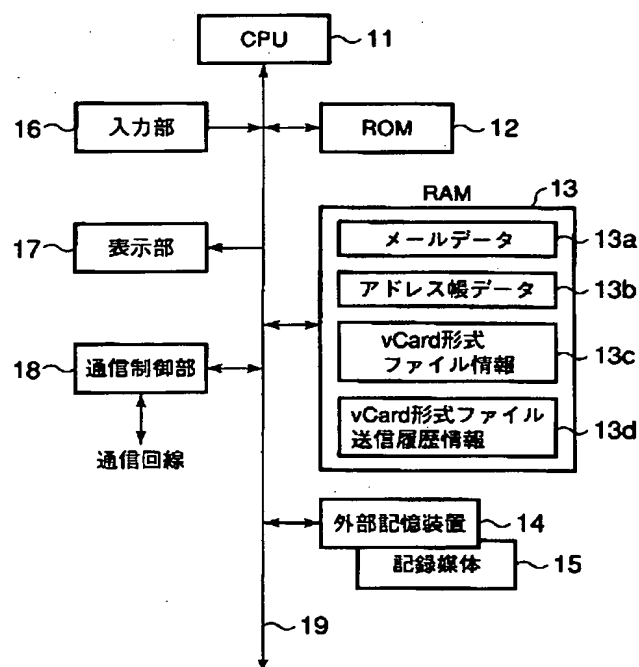 CPU
11
16
入力部
ROM
12
RAM
13
17
表示部
メールデータ
13a
アドレス帳データ
13b
18
通信制御部
vCard形式
ファイル情報
13c
通信回線
vCard形式ファイル
送信履歴情報
13d
外部記憶装置
14
記録媒体
15
19